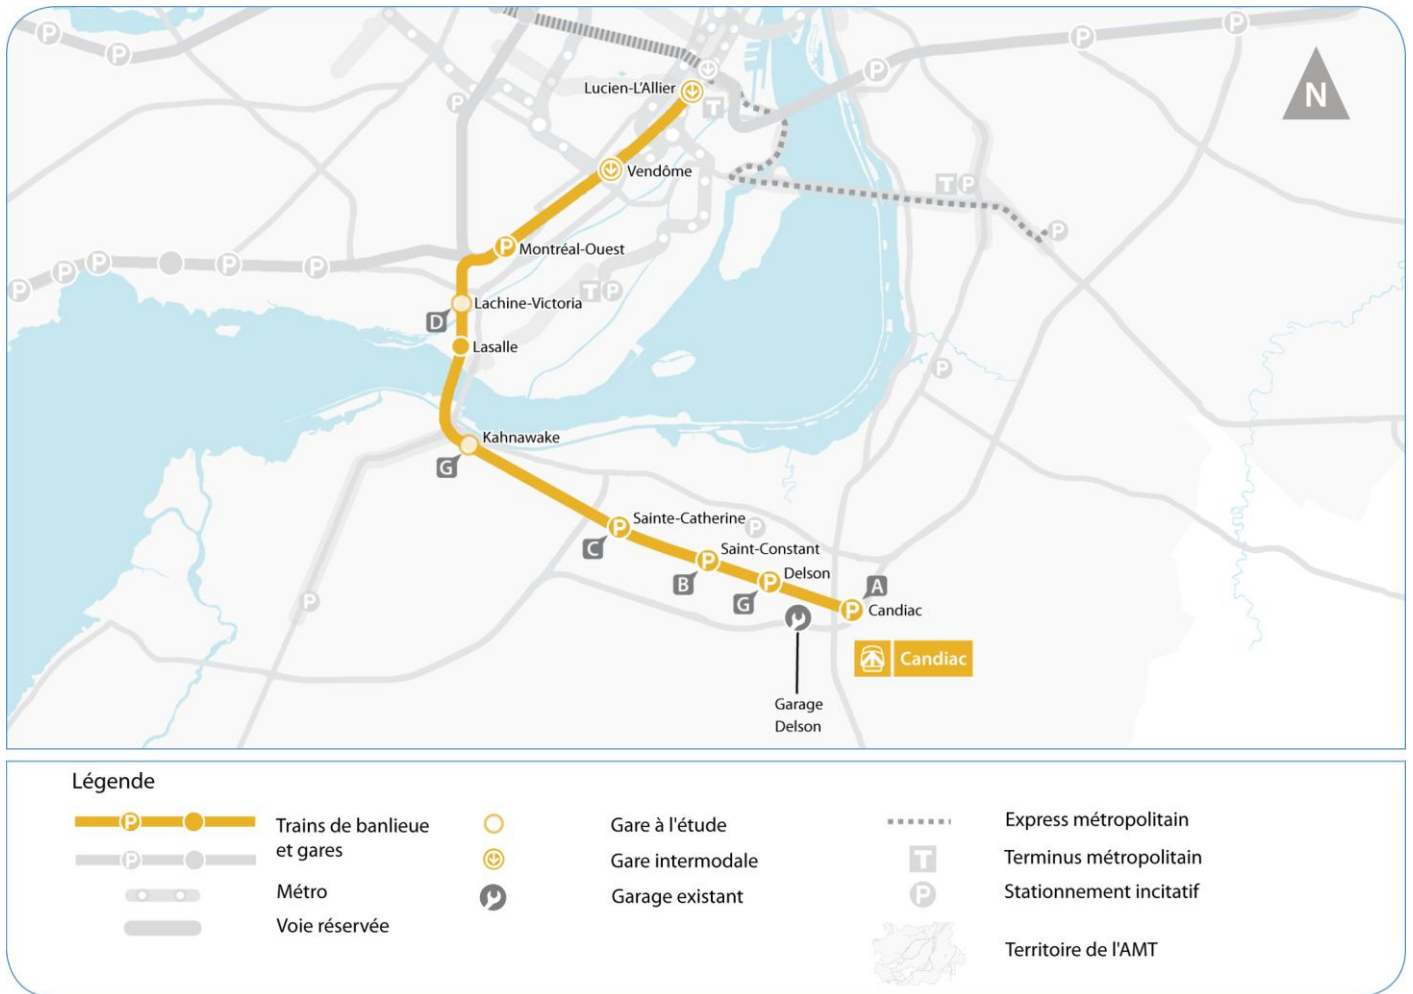 P
P
P
P
P
N
Lucien-L'Allier
T
P
Vendôme
T P
P
Montréal-Ouest
P
P
P
P
P
P
Lachine-Victoria
T P
D
Lasalle
P
Kahnawake
G
Sainte-Catherine
P
P
C
Saint-Constant
P
B
Delson
P
G
A
P
Candiac
P
Candiac
Garage
Delson
Légende
P
Trains de banlieue
et gares
P
Métro
Voie réservée
Gare à l'étude
Gare intermodale
Garage existant
Express métropolitain
T
Terminus métropolitain
P
Stationnement incitatif
Territoire de l'AMT